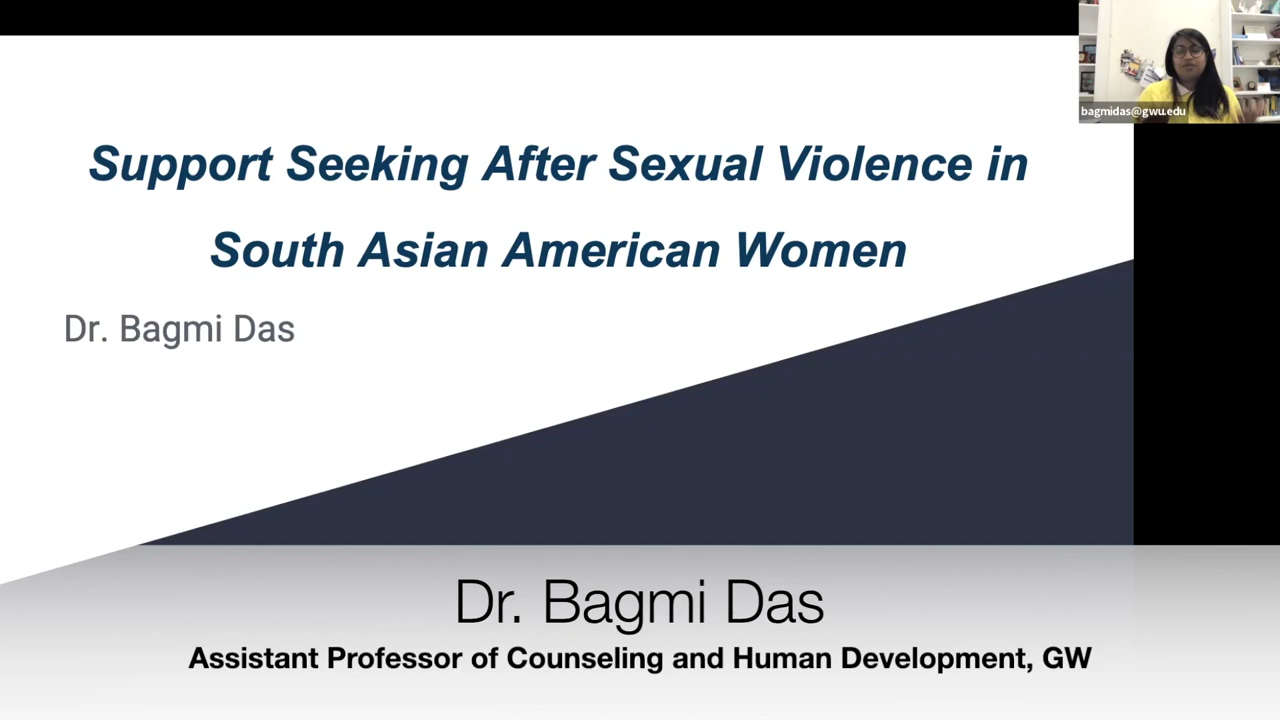 bagmidas@gwu.edu
Support Seeking After Sexual Violence in
South Asian American Women
Dr. Bagmi Das
Dr. Bagmi Das
Assistant Professor of Counseling and Human Development, GW